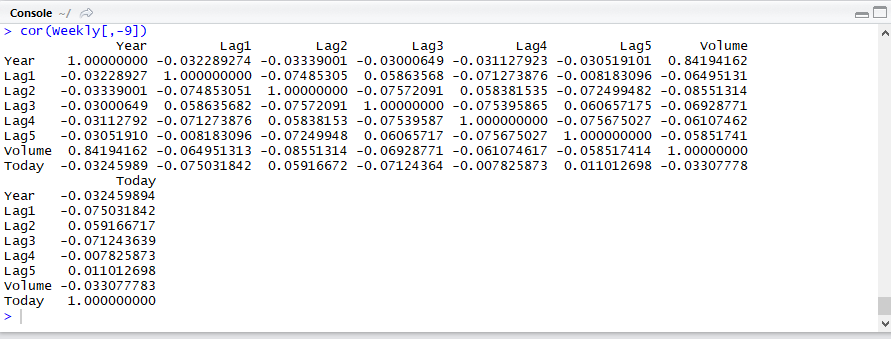 Console ~/
> cor(Weekly[,-9])
               Year         Lag1        Lag2        Lag3         Lag4         Lag5      Volume
Year     1.00000000 -0.032289274 -0.03339001 -0.03000649 -0.031127923 -0.030519101  0.84194162
Lag1    -0.03228927  1.000000000 -0.07485305  0.05863568 -0.071273876 -0.008183096 -0.06495131
Lag2    -0.03339001 -0.074853051  1.00000000 -0.07572091  0.058381535 -0.072499482 -0.08551314
Lag3    -0.03000649  0.058635682 -0.07572091  1.00000000 -0.075395865  0.060657175 -0.06928771
Lag4    -0.03112792 -0.071273876  0.05838153 -0.07539587  1.000000000 -0.075675027 -0.06107462
Lag5    -0.03051910 -0.008183096 -0.07249948  0.06065717 -0.075675027  1.000000000 -0.05851741
Volume   0.84194162 -0.064951313 -0.08551314 -0.06928771 -0.061074617 -0.058517414  1.00000000
Today   -0.03245989 -0.075031842  0.05916672 -0.07124364 -0.007825873  0.011012698 -0.03307778
               Today
Year    -0.032459894
Lag1    -0.075031842
Lag2     0.059166717
Lag3    -0.071243639
Lag4    -0.007825873
Lag5     0.011012698
Volume  -0.033077783
Today    1.000000000
>